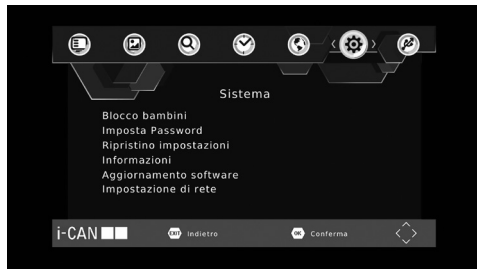 Sistema
Blocco bambini
Imposta Password
Ripristino impostazioni
Informazioni
Aggiornamento software
Impostazione di rete
i-CAN
EXIT Indietro
OK Conferma